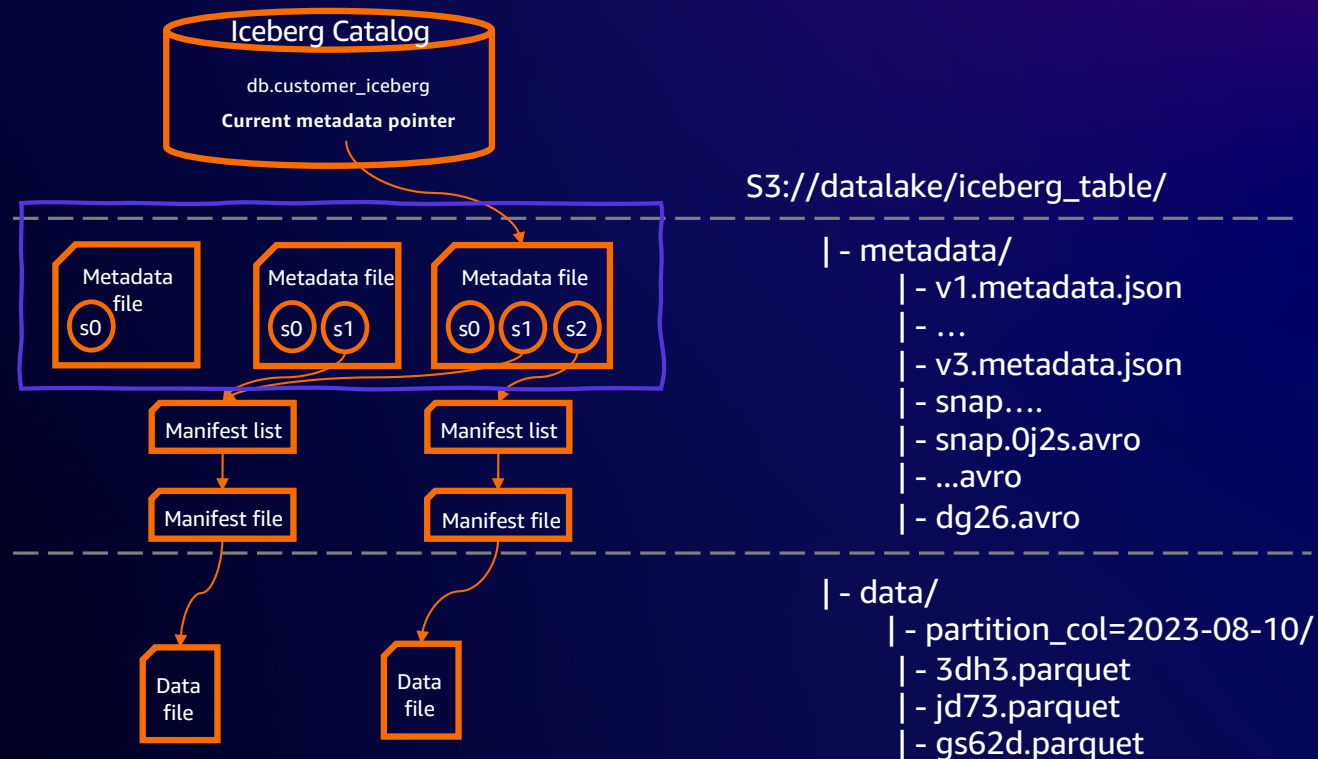 Iceberg Catalog
db.customer_iceberg
Current metadata pointer
Metadata
file
s0
Metadata file
s0 s1
Metadata file
s0 s1 s2
Manifest list
Manifest list
Manifest file
Manifest file
Data
file
Data
file
S3://datalake/iceberg_table/
|- metadata/
|- v1.metadata.json
|- …
|- v3.metadata.json
|- snap….
|- snap.0j2s.avro
|- ...avro
|- dg26.avro
|- data/
|- partition_col=2023-08-10/
|- 3dh3.parquet
|- jd73.parquet
|- gs62d.parquet